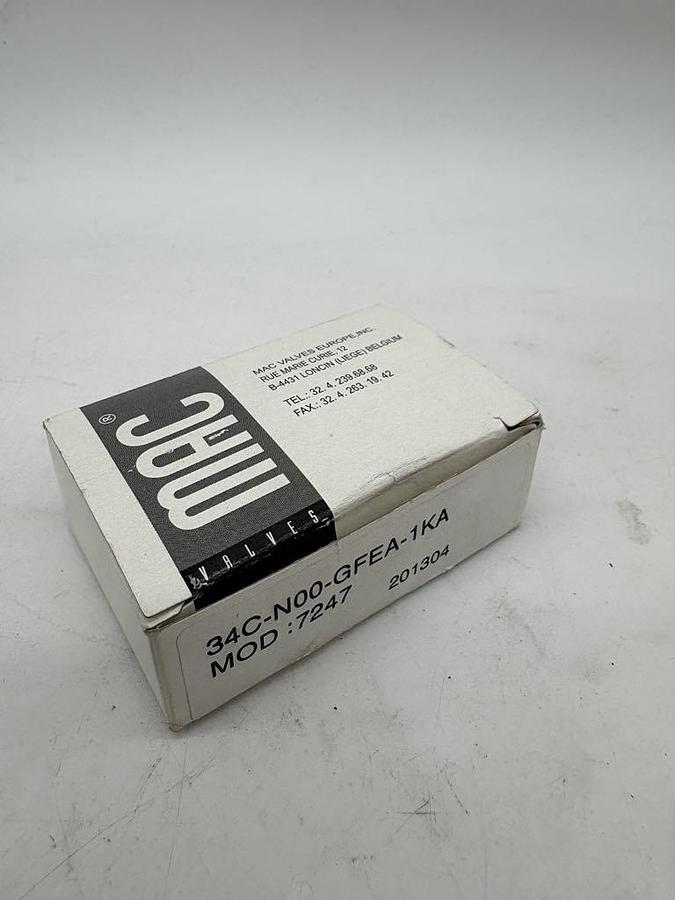 MAC
®
VALVES
MAC VALVES EUROPE,INC.
RUE MARIE CURIE, 12
B-4431 LONCIN (LIEGE) BELGIUM
TEL.: 32. 4. 239.68.68
FAX.: 32. 4. 263. 19. 42
34C-N00-GFEA-1KA
MOD :7247 201304